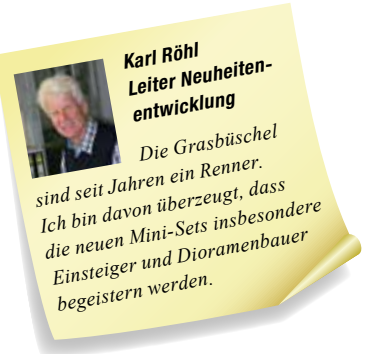 Karl Röhl
Leiter Neuheiten-
entwicklung
Die Grasbüschel
sind seit Jahren ein Renner.
Ich bin davon überzeugt, dass
die neuen Mini-Sets insbesondere
Einsteiger und Dioramenbauer
begeistern werden.